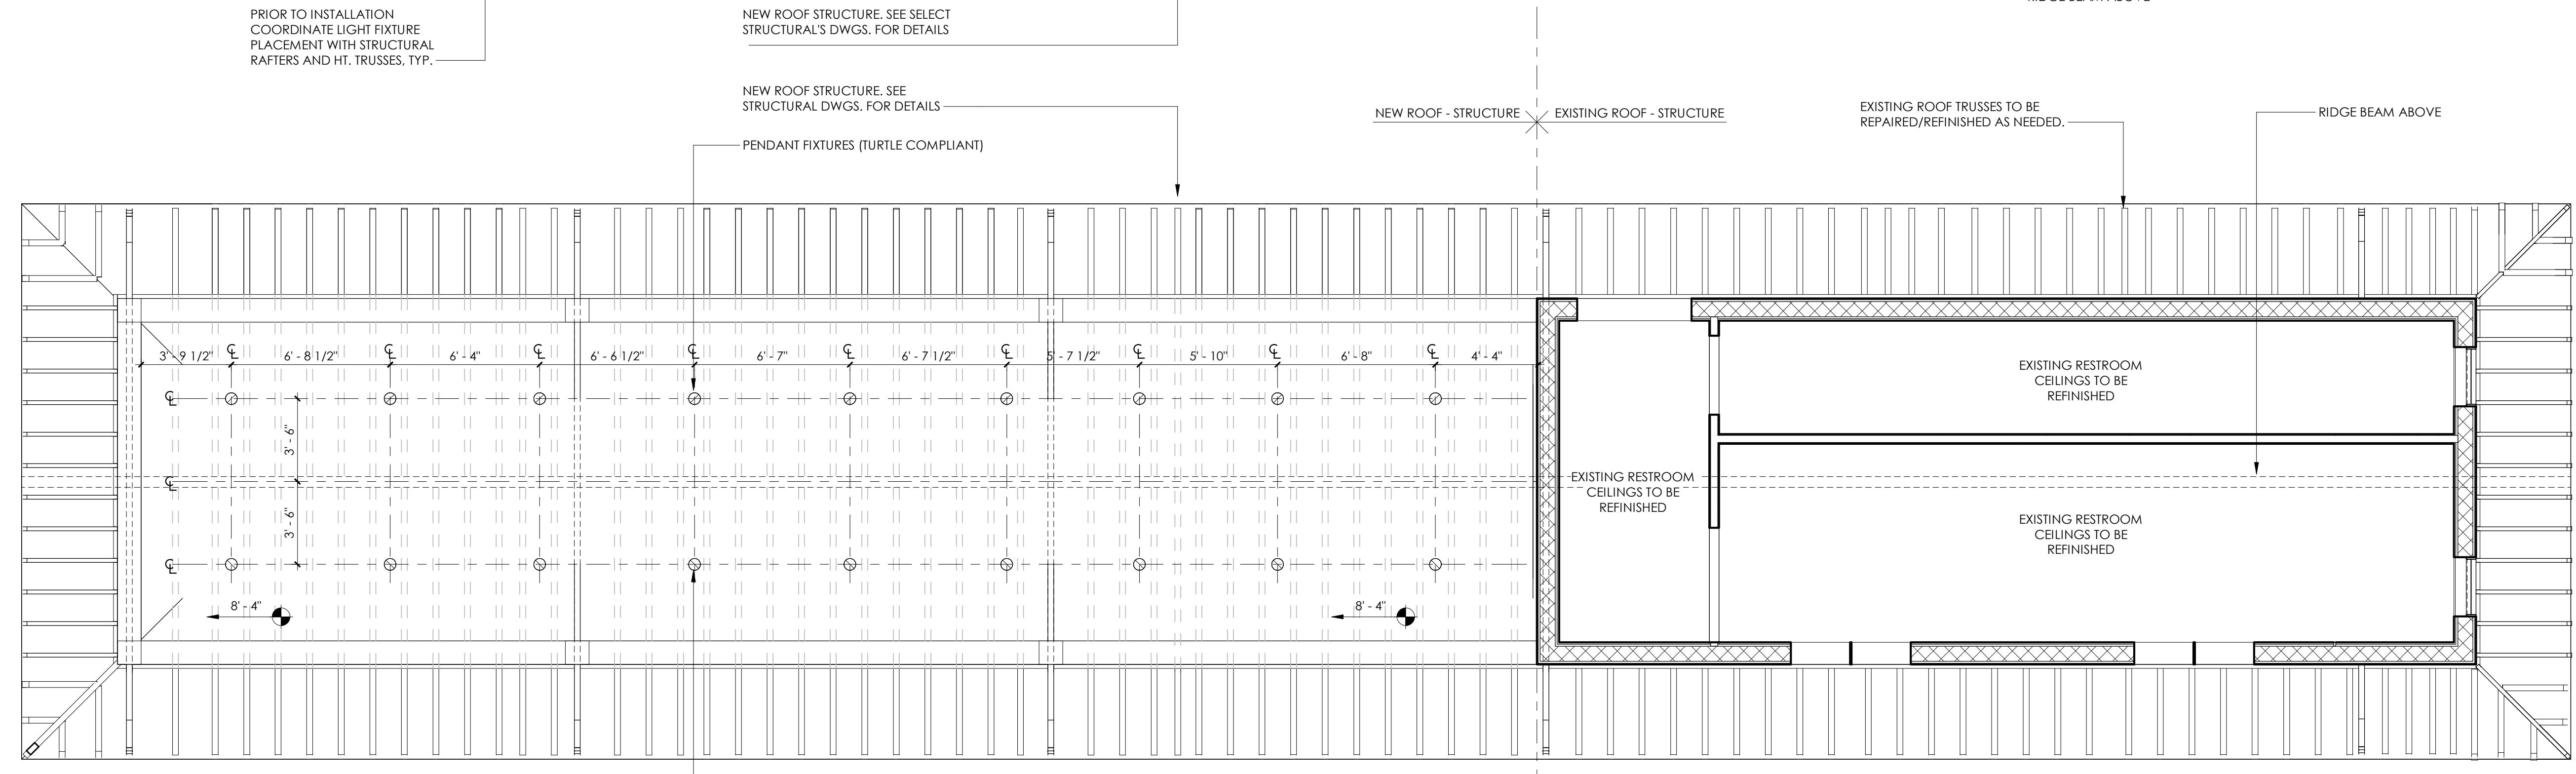 PRIOR TO INSTALLATION
COORDINATE LIGHT FIXTURE
PLACEMENT WITH STRUCTURAL
RAFTERS AND HT. TRUSSES, TYP.
NEW ROOF STRUCTURE. SEE SELECT
STRUCTURAL'S DWGS. FOR DETAILS
RIDGE BEAM ABOVE
NEW ROOF STRUCTURE. SEE
STRUCTURAL DWGS. FOR DETAILS
PENDANT FIXTURES (TURTLE COMPLIANT)
NEW ROOF - STRUCTURE
EXISTING ROOF - STRUCTURE
EXISTING ROOF TRUSSES TO BE
REPAIRED/REFINISHED AS NEEDED.
RIDGE BEAM ABOVE
3' - 9 1/2" ℄ 6' - 8 1/2" ℄ 6' - 4" ℄ 6' - 6 1/2" ℄ 6' - 7" ℄ 6' - 7 1/2" ℄ 5' - 7 1/2" ℄ 5' - 10" ℄ 6' - 8" ℄ 4' - 4"
℄
3' - 6"
℄
3' - 6"
℄
8' - 4"
8' - 4"
EXISTING RESTROOM
CEILINGS TO BE
REFINISHED
EXISTING RESTROOM
CEILINGS TO BE
REFINISHED
EXISTING RESTROOM
CEILINGS TO BE
REFINISHED